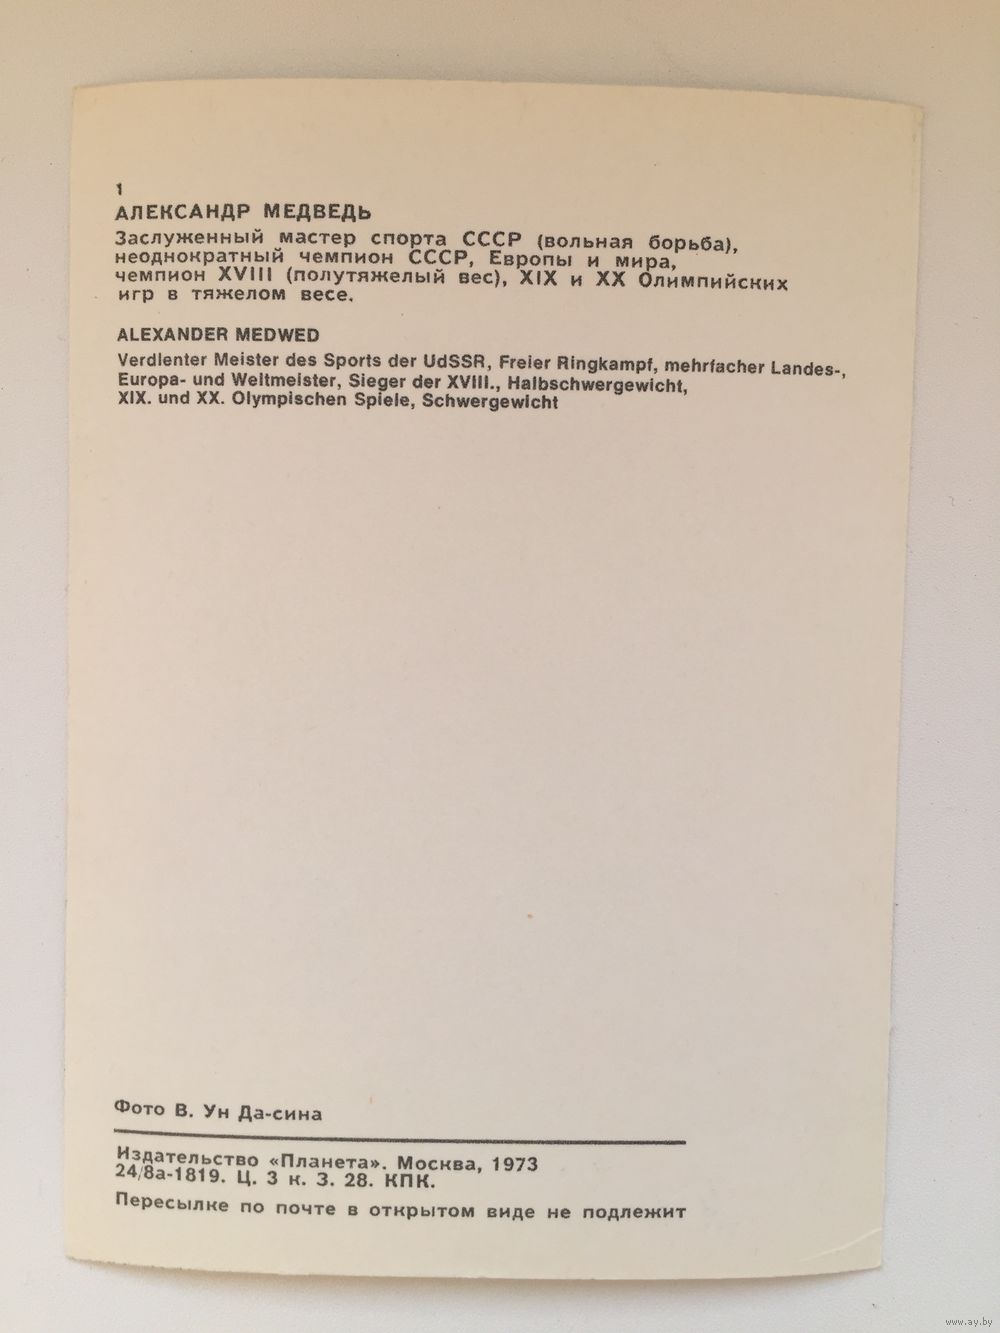 1
АЛЕКСАНДР МЕДВЕДЬ
Заслуженный мастер спорта СССР (вольная борьба),
неоднократный чемпион СССР, Европы и мира,
чемпион XVIII (полутяжелый вес), XIX и XX Олимпийских
игр в тяжелом весе.
ALEXANDER MEDWED
Verdienter Meister des Sports der UdSSR, Freier Ringkampf, mehrfacher Landes-,
Europa- und Weltmeister, Sieger der XVIII., Halbschwergewicht,
XIX. und XX. Olympischen Spiele, Schwergewicht
Фото В. Ун Да-сина
Издательство «Планета». Москва, 1973
24/8а-1819. Ц. 3 к. З. 28. КПК.
Пересылке по почте в открытом виде не подлежит
www.ay.by